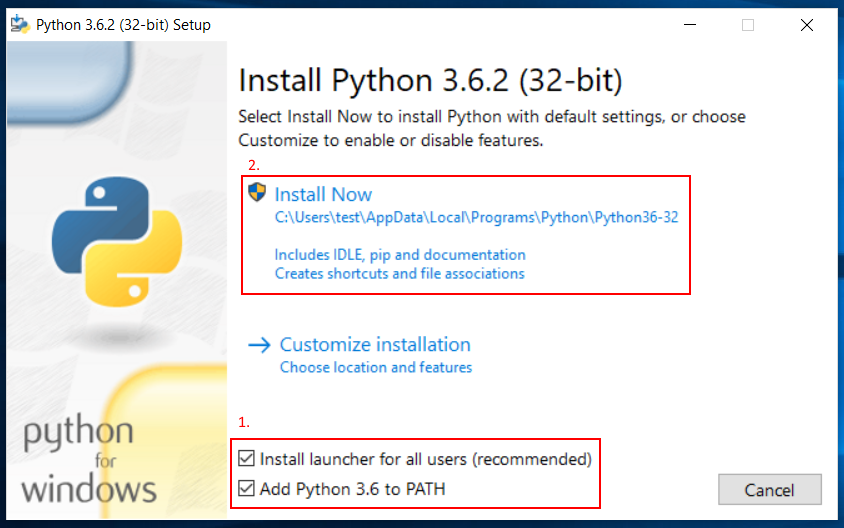 Python 3.6.2 (32-bit) Setup
Install Python 3.6.2 (32-bit)
Select Install Now to install Python with default settings, or choose
Customize to enable or disable features.
2.
Install Now
C:\Users\test\AppData\Local\Programs\Python\Python36-32
Includes IDLE, pip and documentation
Creates shortcuts and file associations
Customize installation
Choose location and features
1.
Install launcher for all users (recommended)
Add Python 3.6 to PATH
python
for
windows
Cancel